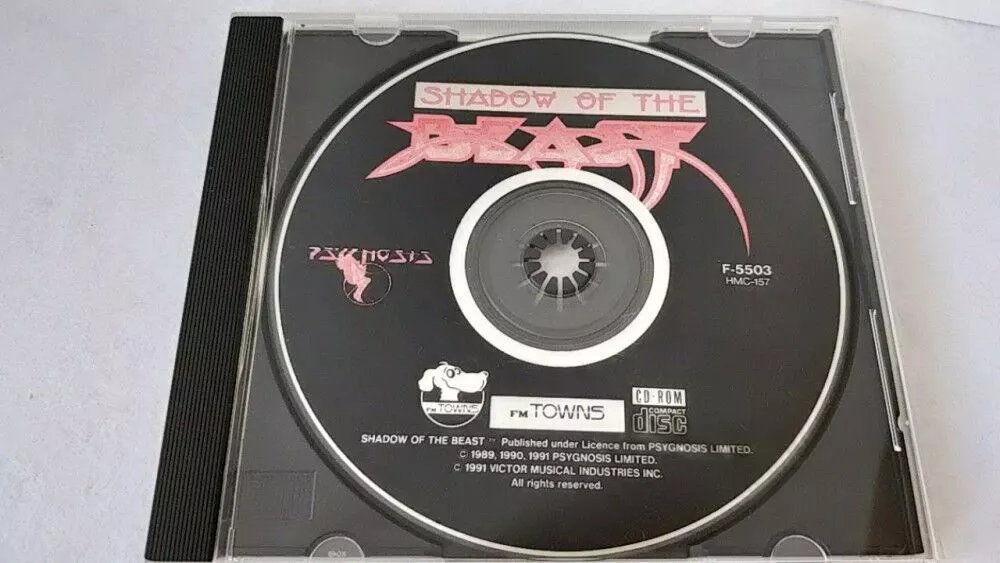 SHADOW OF THE
BEAST
PSYGNOSIS
F-5503
HMC-157
FM TOWNS
FM TOWNS
CD-ROM
COMPACT
disc
SHADOW OF THE BEAST ™ Published under Licence from PSYGNOSIS LIMITED.
© 1989, 1990, 1991 PSYGNOSIS LIMITED.
© 1991 VICTOR MUSICAL INDUSTRIES INC.
All rights reserved.